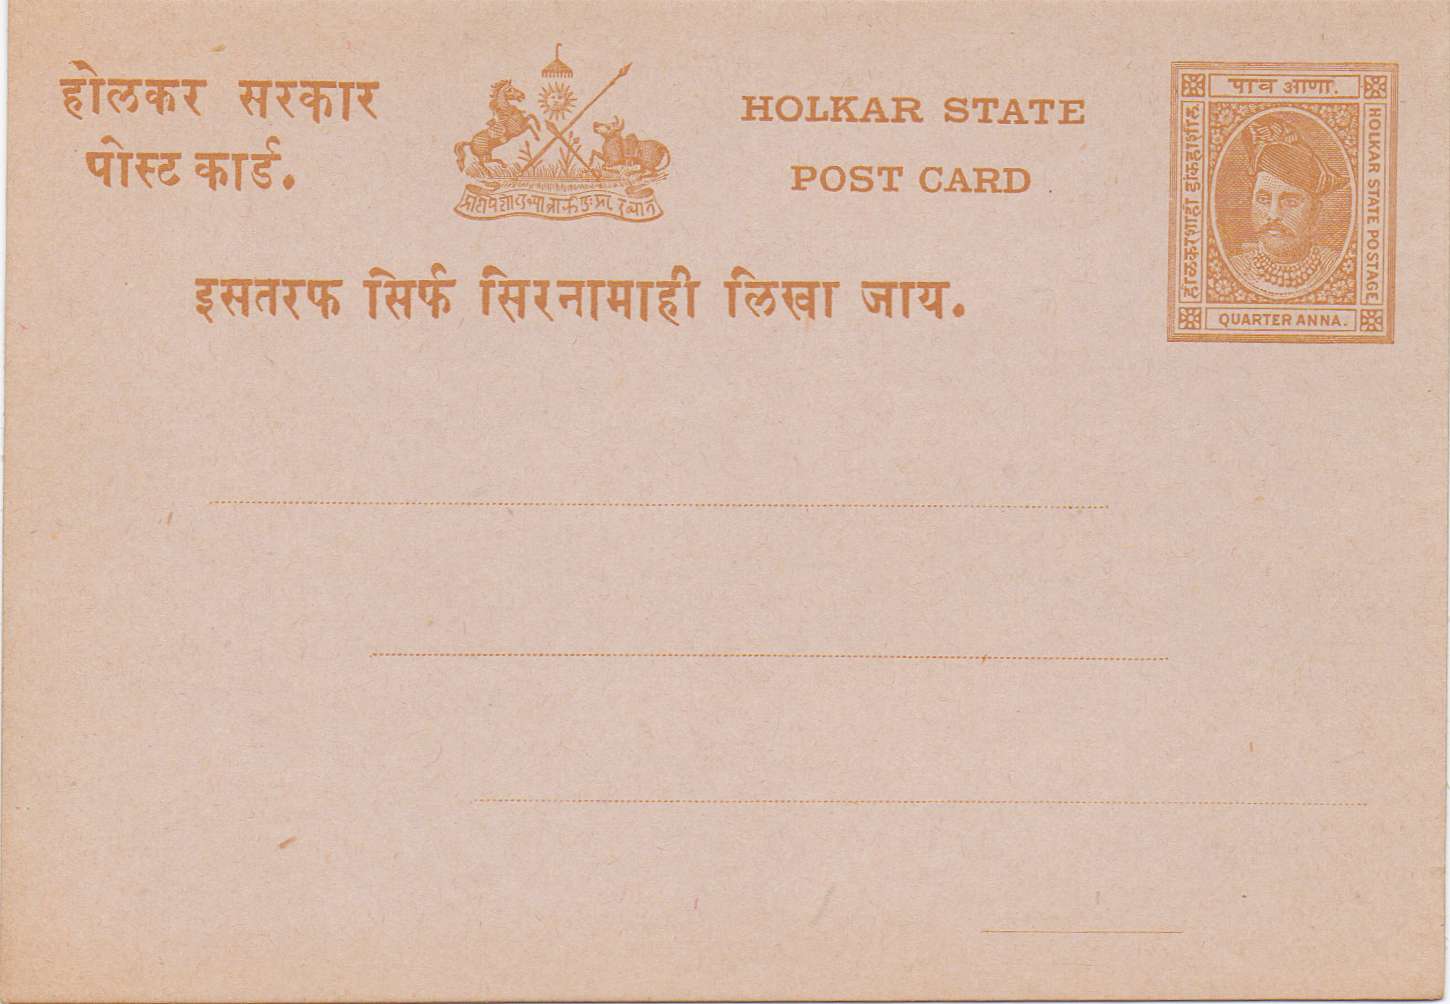 होलकर सरकार
पोस्ट कार्ड.
HOLKAR STATE
POST CARD
इसतरफ सिर्फ सिरनामाही लिखा जाय.
पाव आणा.
HOLKAR STATE POSTAGE
QUARTER ANNA.